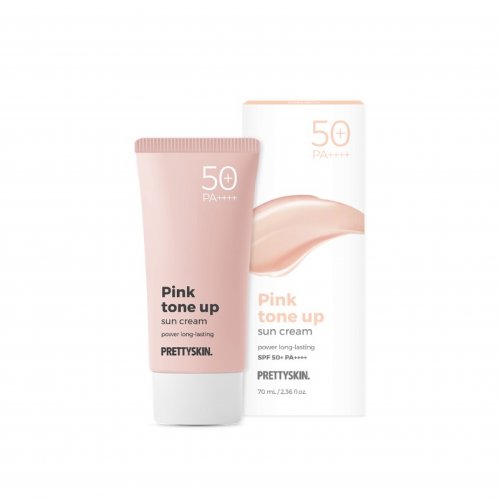 50+
PA++++
Pink
tone up
sun cream
power long-lasting
PRETTYSKIN.
50+
PA++++
Pink
tone up
sun cream
power long-lasting
SPF 50+ PA++++
PRETTYSKIN.
70 mL / 2.36 fl oz.